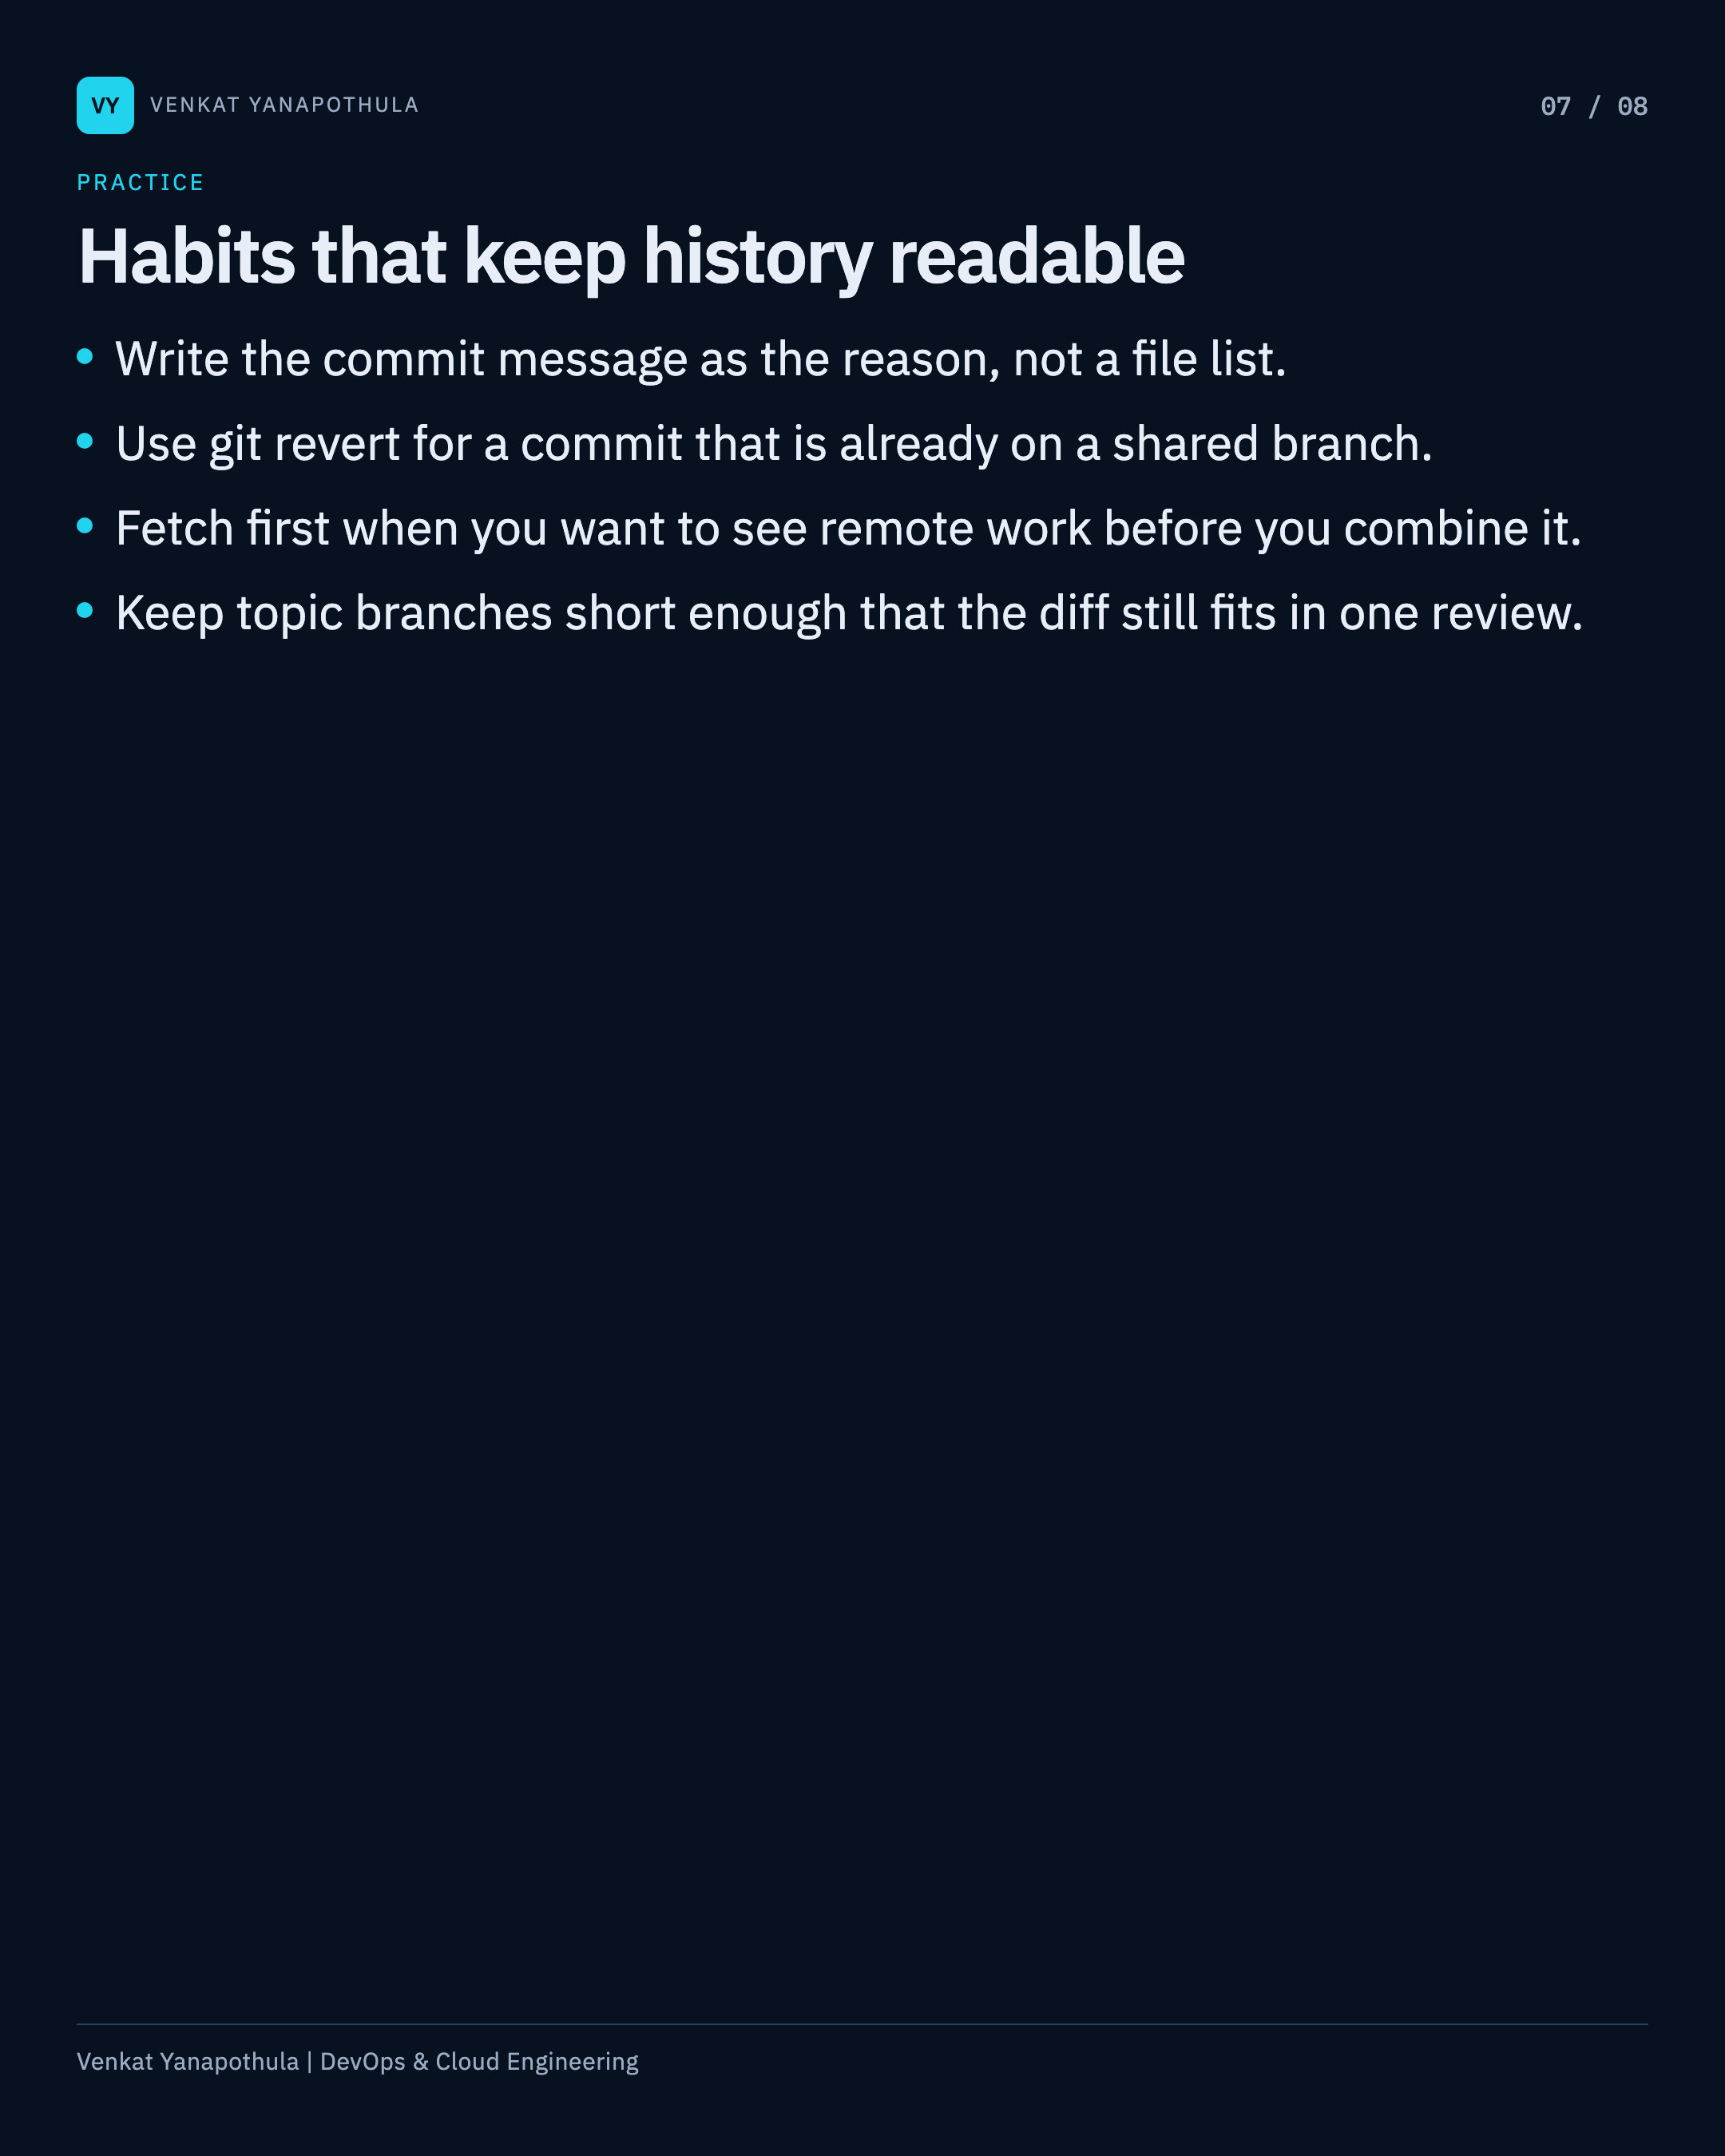 VY VENKAT YANAPOTHULA 07 / 08
PRACTICE
Habits that keep history readable
Write the commit message as the reason, not a file list.
Use git revert for a commit that is already on a shared branch.
Fetch first when you want to see remote work before you combine it.
Keep topic branches short enough that the diff still fits in one review.
Venkat Yanapothula | DevOps & Cloud Engineering